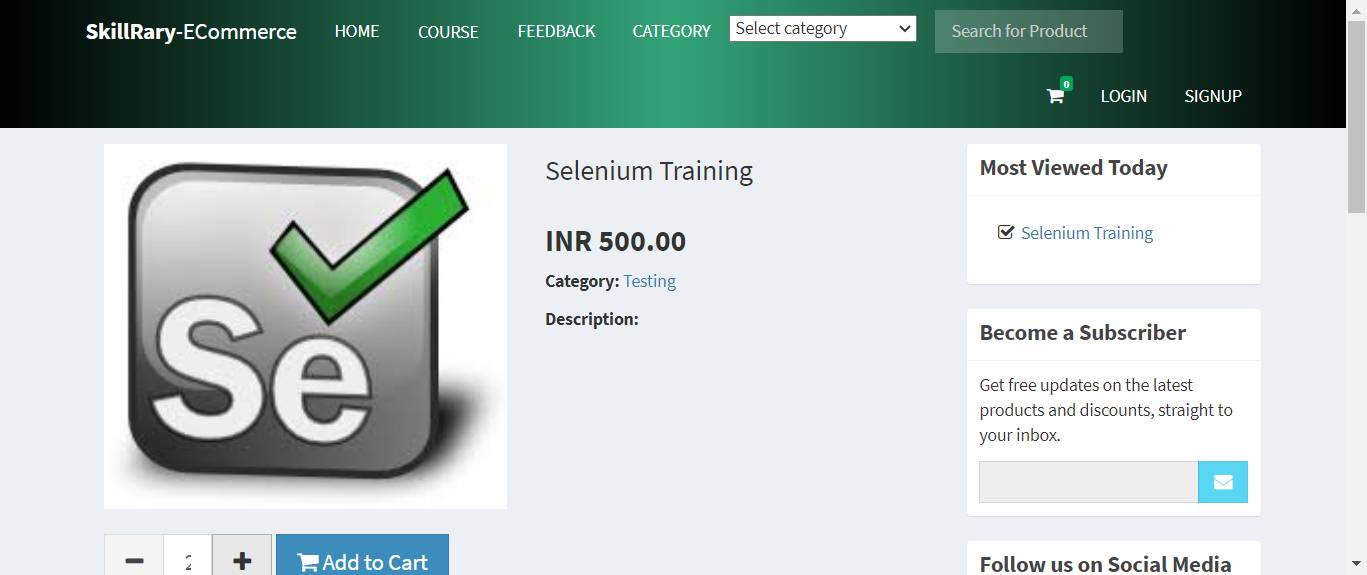 SkillRary-ECommerce HOME COURSE FEEDBACK CATEGORY Select category Search for Product
0 LOGIN SIGNUP
Se
Selenium Training
INR 500.00
Category: Testing
Description:
2
Add to Cart
Most Viewed Today
Selenium Training
Become a Subscriber
Get free updates on the latest
products and discounts, straight to
your inbox.
Follow us on Social Media